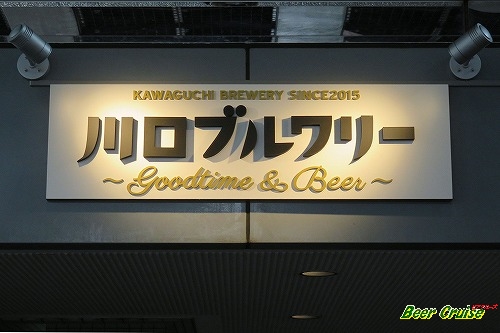 KAWAGUCHI BREWERY SINCE2015
川口ブルワリー
~Goodtime & Beer~
Beer Cruise